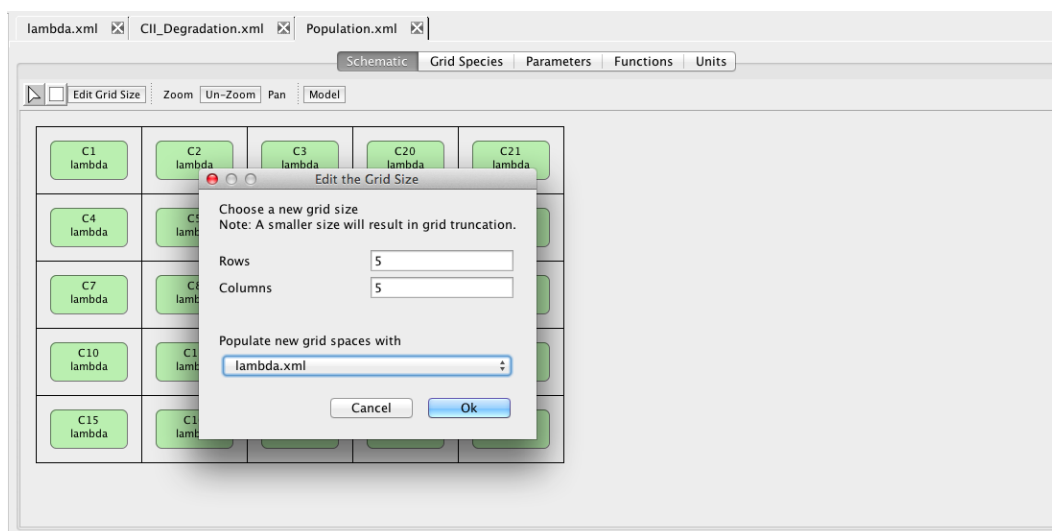 lambda.xml CII_Degradation.xml Population.xml
Schematic Grid Species Parameters Functions Units
Edit Grid Size Zoom Un-Zoom Pan Model
C1 C2 C3 C20 C21
lambda lambda lambda lambda lambda
Edit the Grid Size
Choose a new grid size
Note: A smaller size will result in grid truncation.
C4
lambda
Rows 5
Columns 5
C7
lambda
Populate new grid spaces with
C10
lambda
lambda.xml
Cancel Ok
C15
lambda